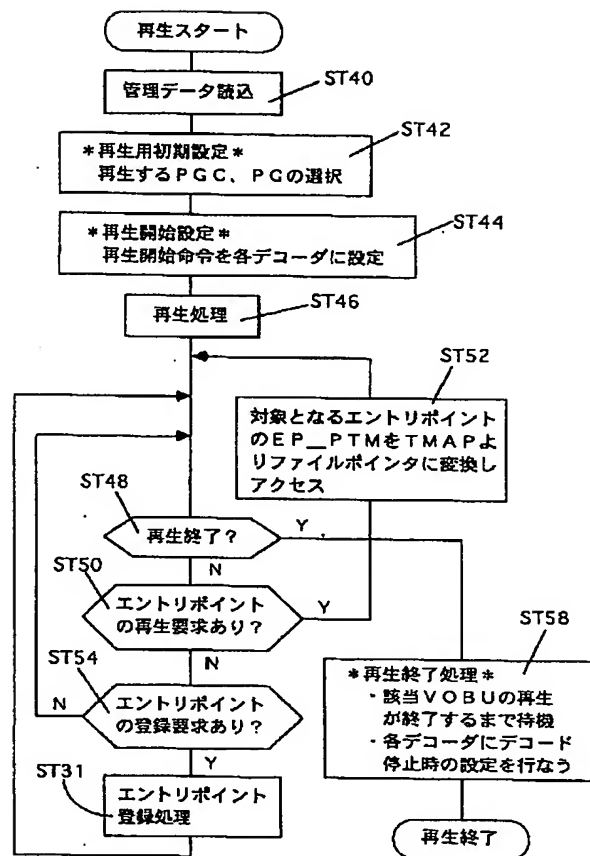 再生スタート
管理データ読込
ST40
*再生用初期設定*
再生するPGC、PGの選択
ST42
*再生開始設定*
再生開始命令を各デコーダに設定
ST44
再生処理
ST46
対象となるエントリポイント
のEP__PTMをTMAPよ
りファイルポインタに変換し
アクセス
ST52
ST48
再生終了?
Y
N
ST50
エントリポイント
の再生要求あり?
Y
N
ST54
エントリポイント
の登録要求あり?
N
Y
ST31
エントリポイント
登録処理
ST58
*再生終了処理*
・該当VOBUの再生
が終了するまで待機
・各デコーダにデコード
停止時の設定を行なう
再生終了